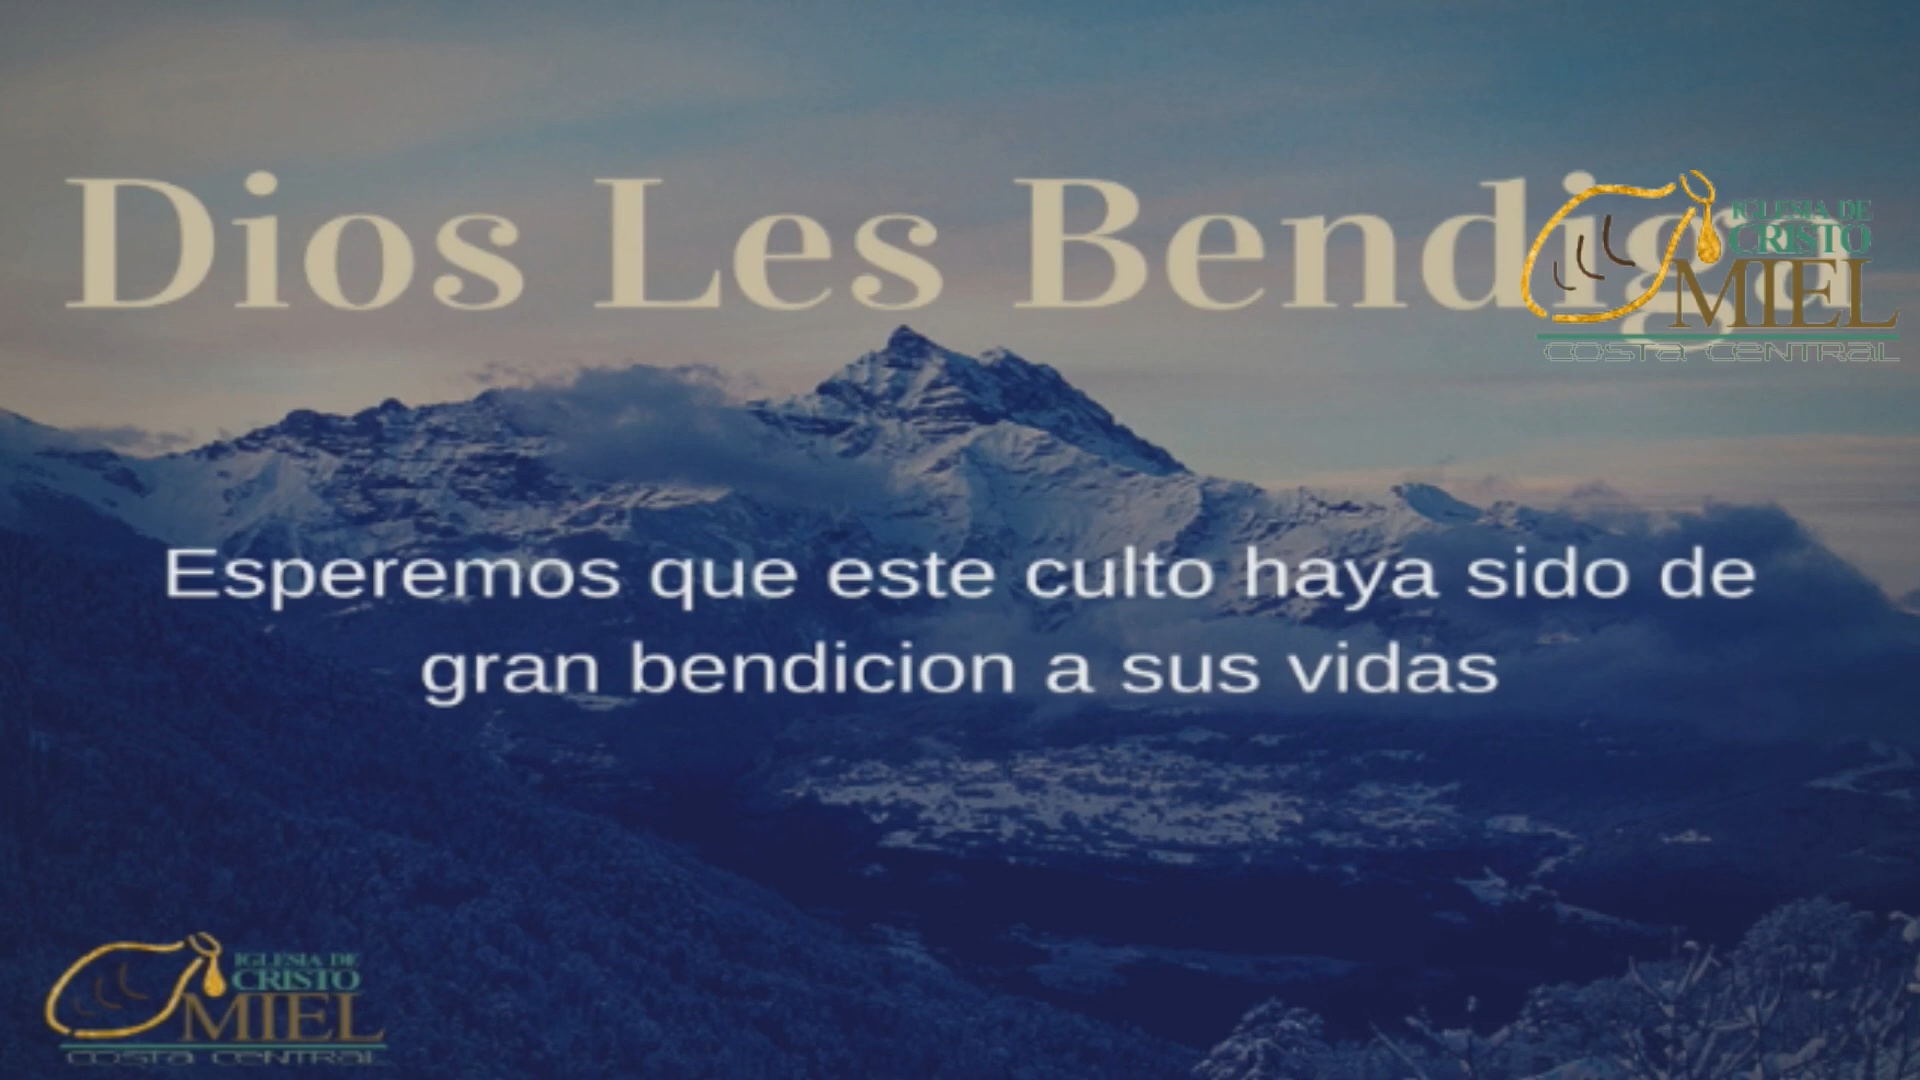 Dios Les Bendiga
IGLESIA DE
CRISTO
MIEL
COSTA CENTRAL
Esperemos que este culto haya sido de
gran bendicion a sus vidas
IGLESIA DE
CRISTO
MIEL
COSTA CENTRAL